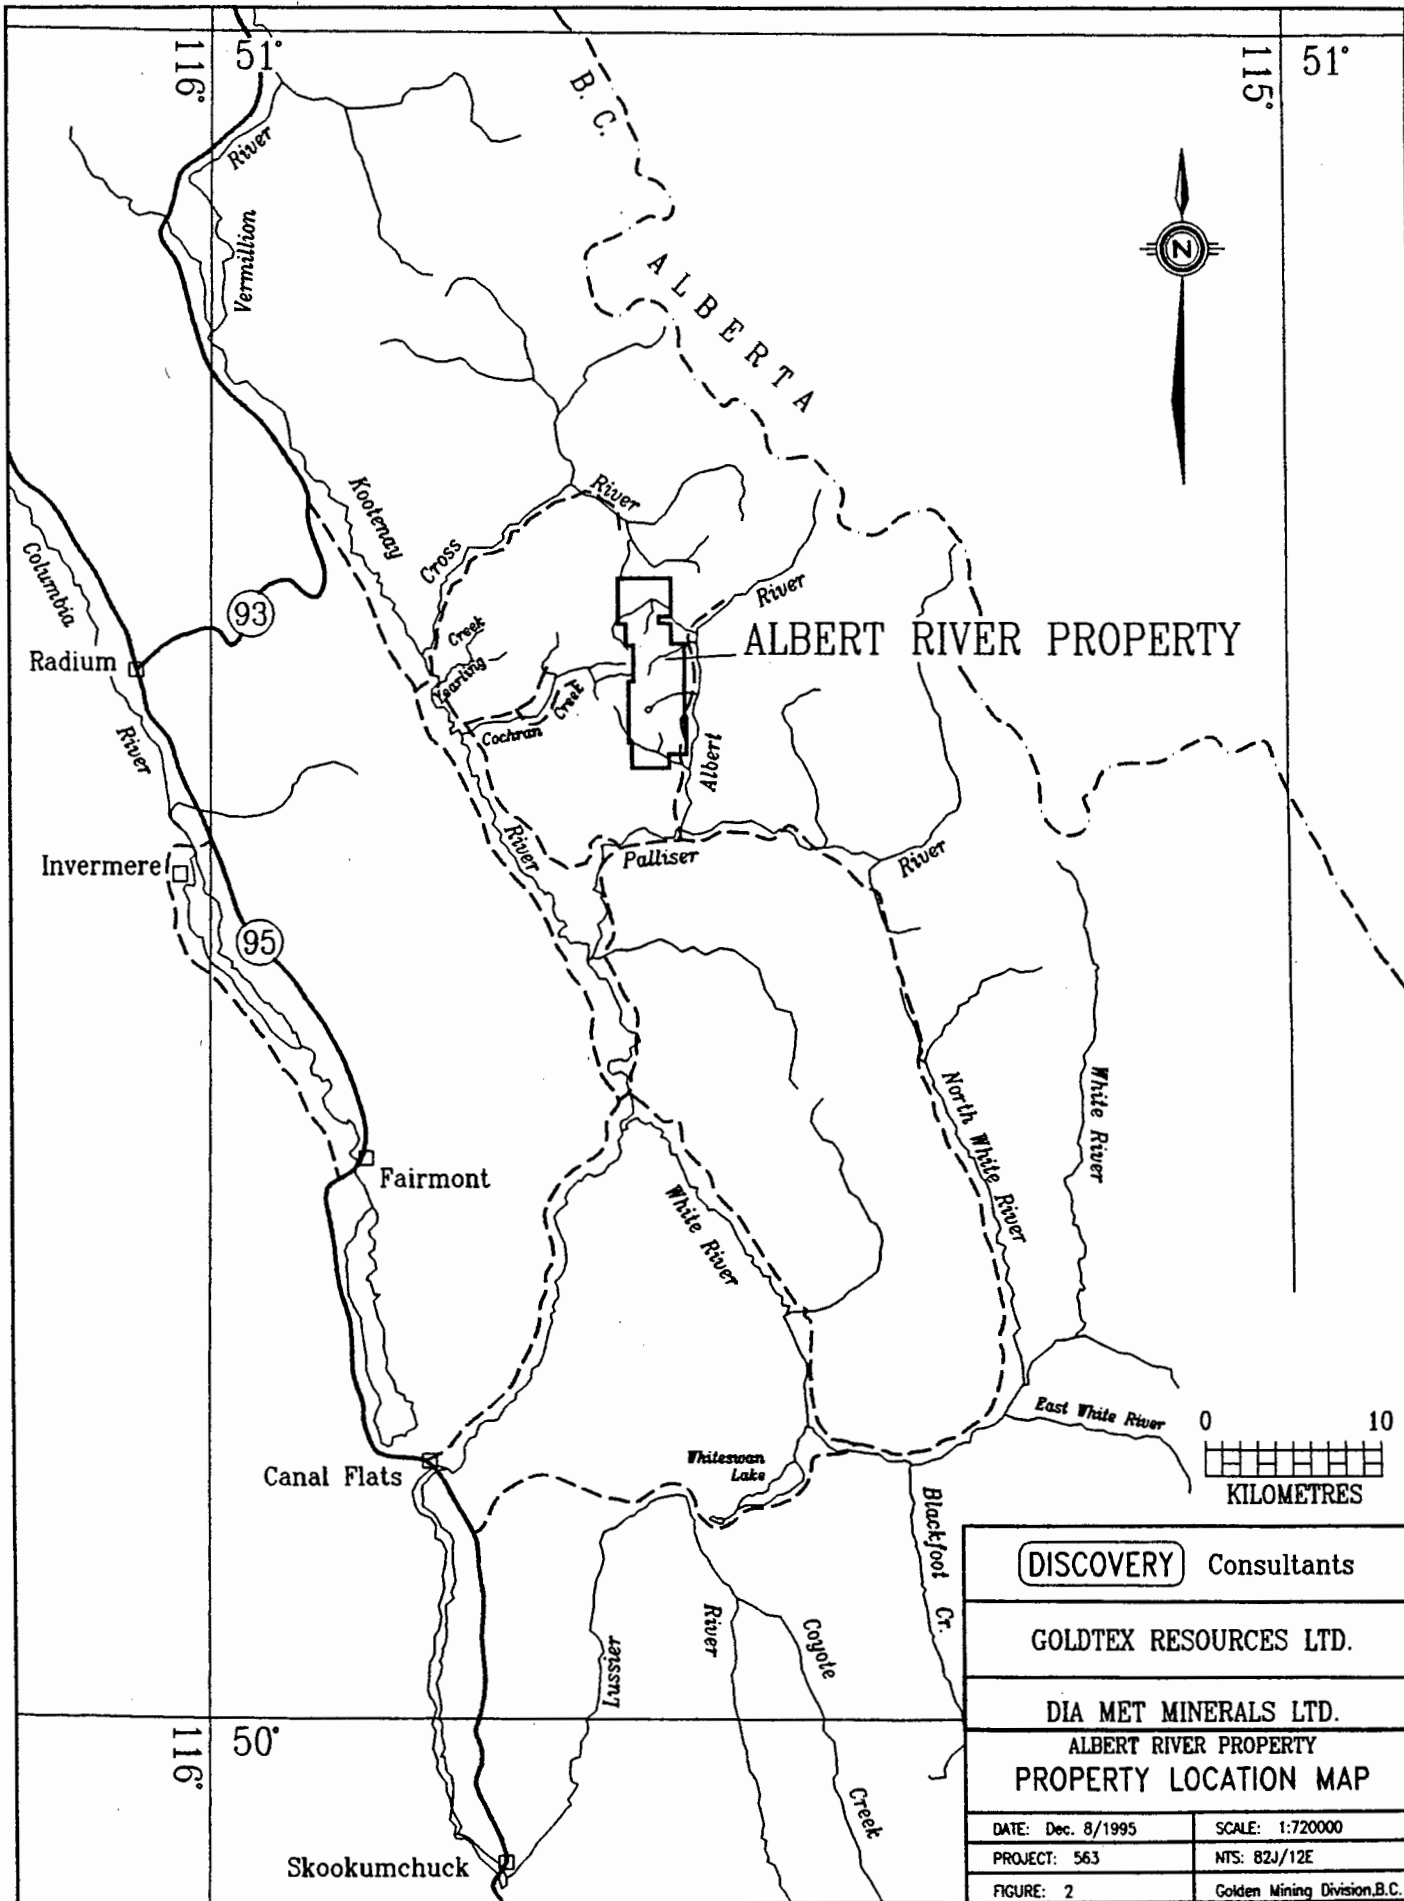 116°
51°
115°
51°
B. C.
ALBERTA
River
Vermillion
Kootenay
River
Cross
Columbia
93
Creek
River
ALBERT RIVER PROPERTY
Radium
Yearling
Creek
Cochran
River
Albert
River
Palliser
River
Invermere
95
North White River
White River
Fairmont
White River
East White River
0 10
KILOMETRES
Whiteswan
Lake
Canal Flats
Blackfoot Cr.
Lussier
River
Coyote
Creek
116°
50°
Skookumchuck
DISCOVERY Consultants
GOLDTEX RESOURCES LTD.
DIA MET MINERALS LTD.
ALBERT RIVER PROPERTY
PROPERTY LOCATION MAP
DATE: Dec. 8/1995 SCALE: 1:720000
PROJECT: 563 NTS: 82J/12E
FIGURE: 2 Golden Mining Division,B.C.
N